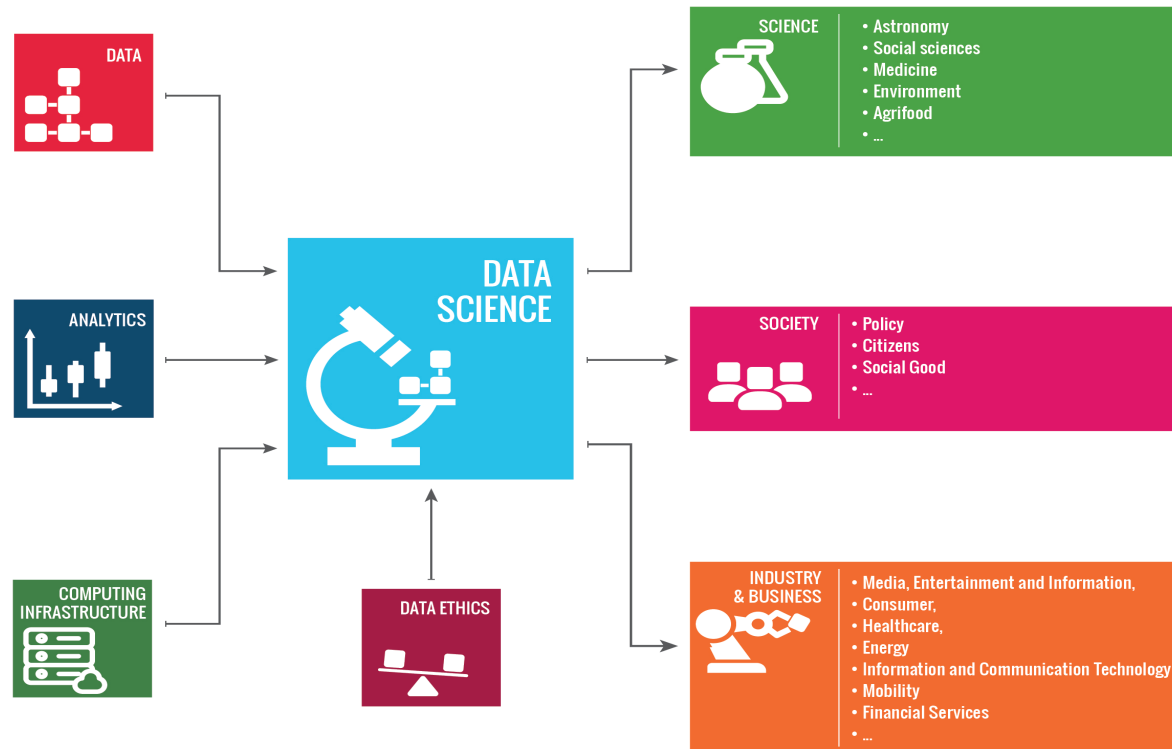 DATA
ANALYTICS
COMPUTING
INFRASTRUCTURE
DATA
SCIENCE
DATA ETHICS
SCIENCE
• Astronomy
• Social sciences
• Medicine
• Environment
• Agrifood
• ...
SOCIETY
• Policy
• Citizens
• Social Good
• ...
INDUSTRY
& BUSINESS
• Media, Entertainment and Information,
• Consumer,
• Healthcare,
• Energy
• Information and Communication Technology
• Mobility
• Financial Services
• ...